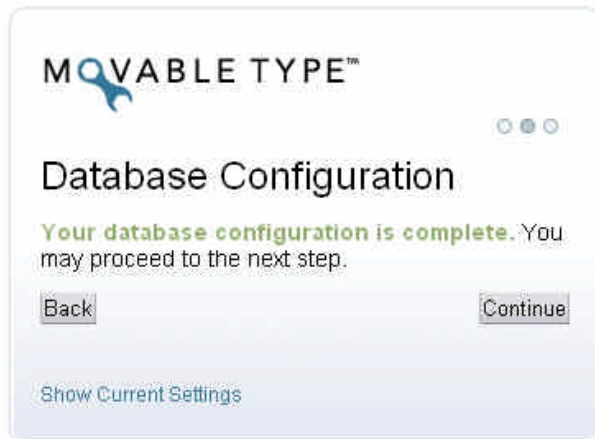 MOVABLE TYPE™
Database Configuration
Your database configuration is complete. You
may proceed to the next step.
Back Continue
Show Current Settings